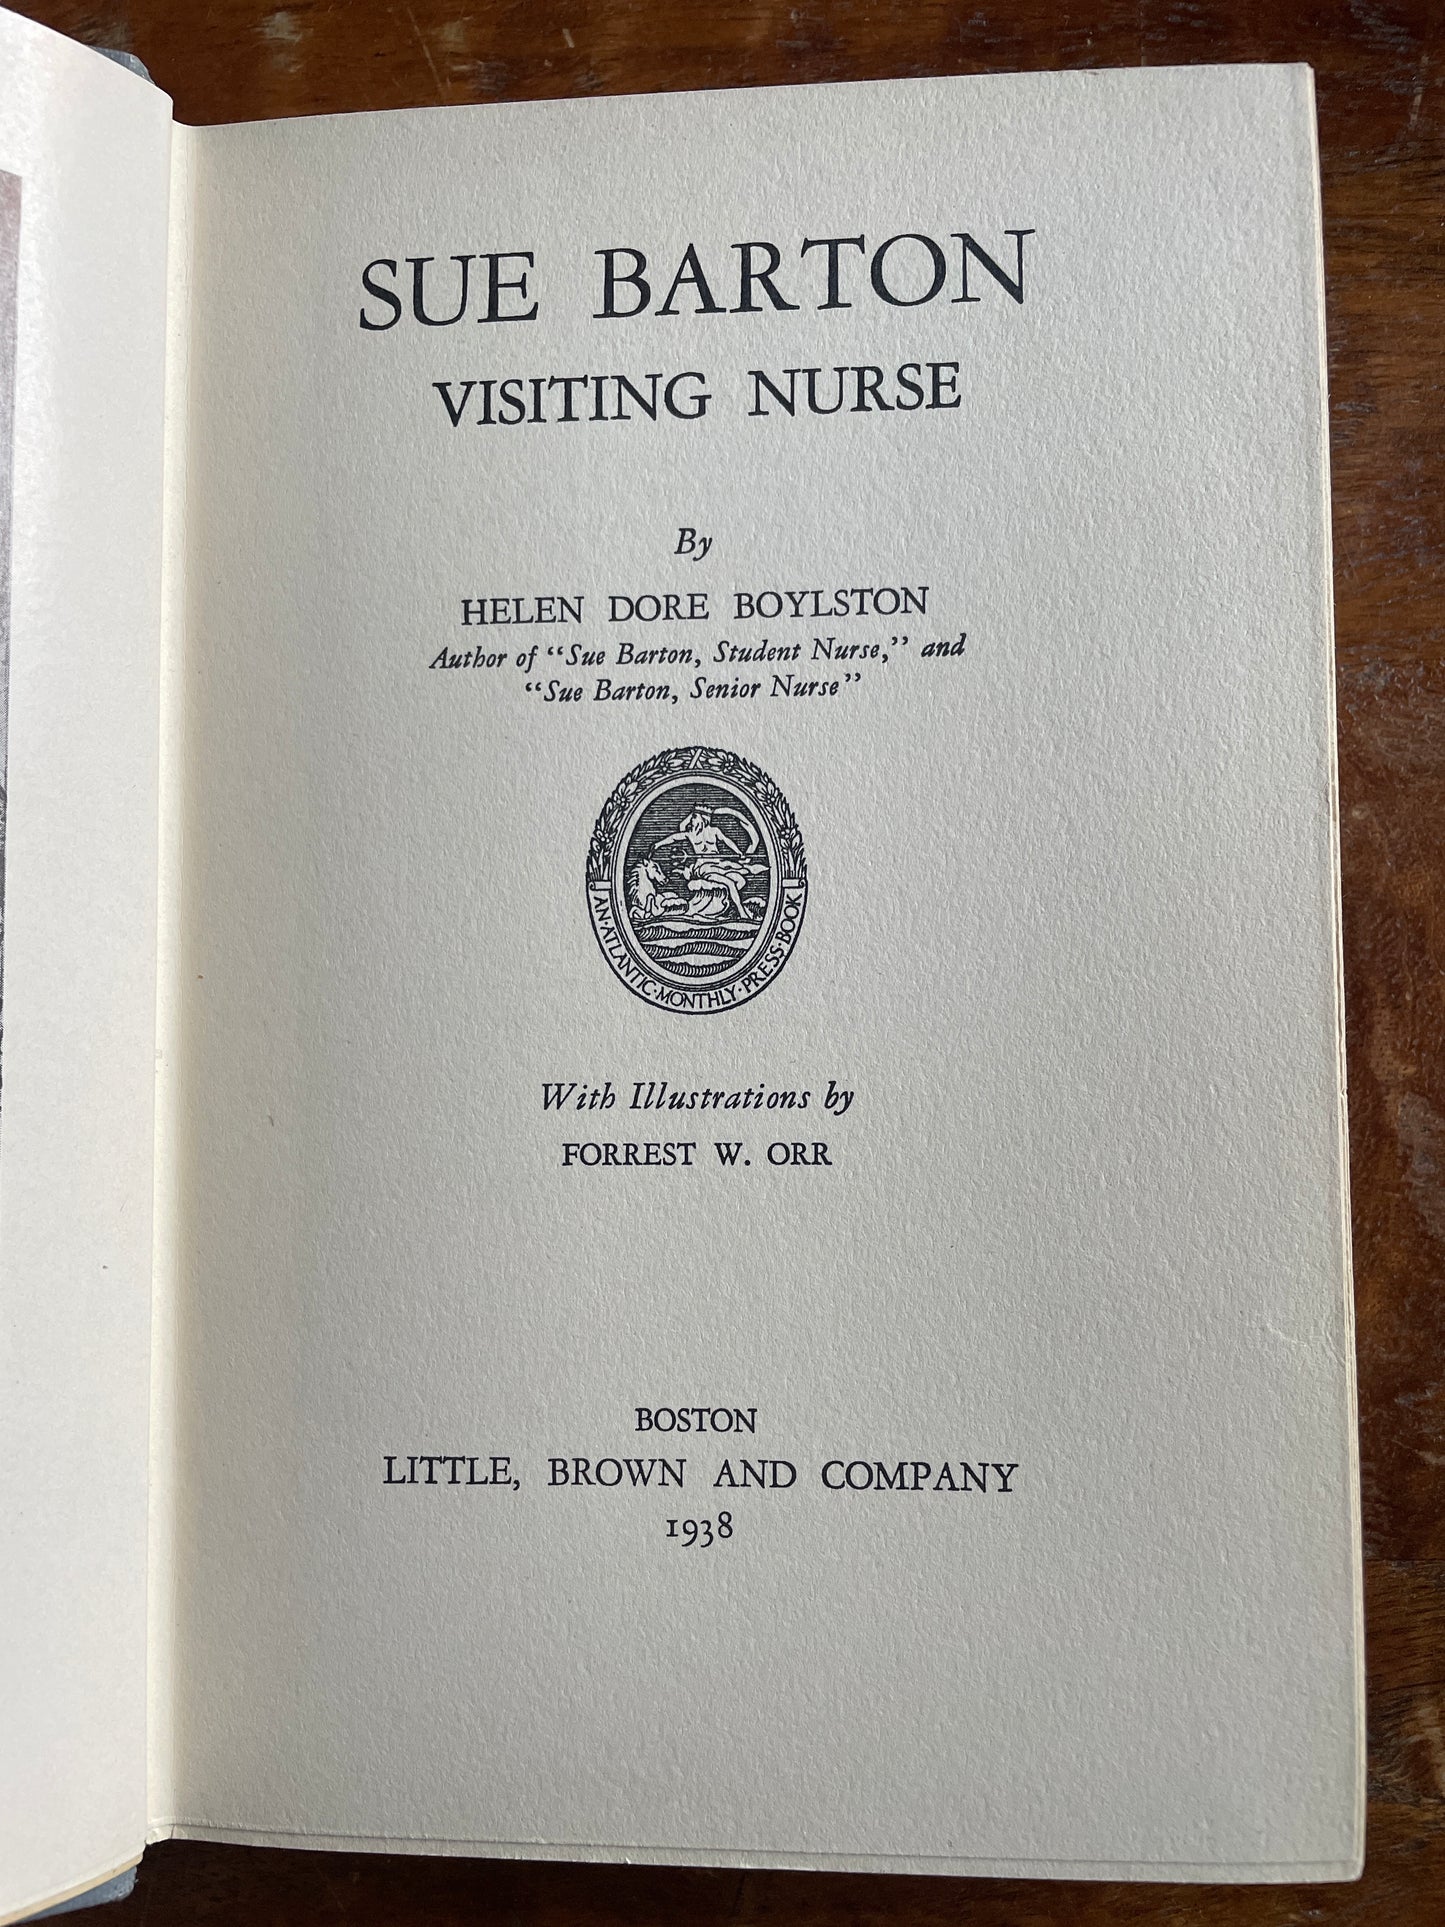 SUE BARTON
VISITING NURSE
By
HELEN DORE BOYLSTON
Author of “Sue Barton, Student Nurse,” and
“Sue Barton, Senior Nurse”
AN·ATLANTIC·MONTHLY·PRESS·BOOK
With Illustrations by
FORREST W. ORR
BOSTON
LITTLE, BROWN AND COMPANY
1938